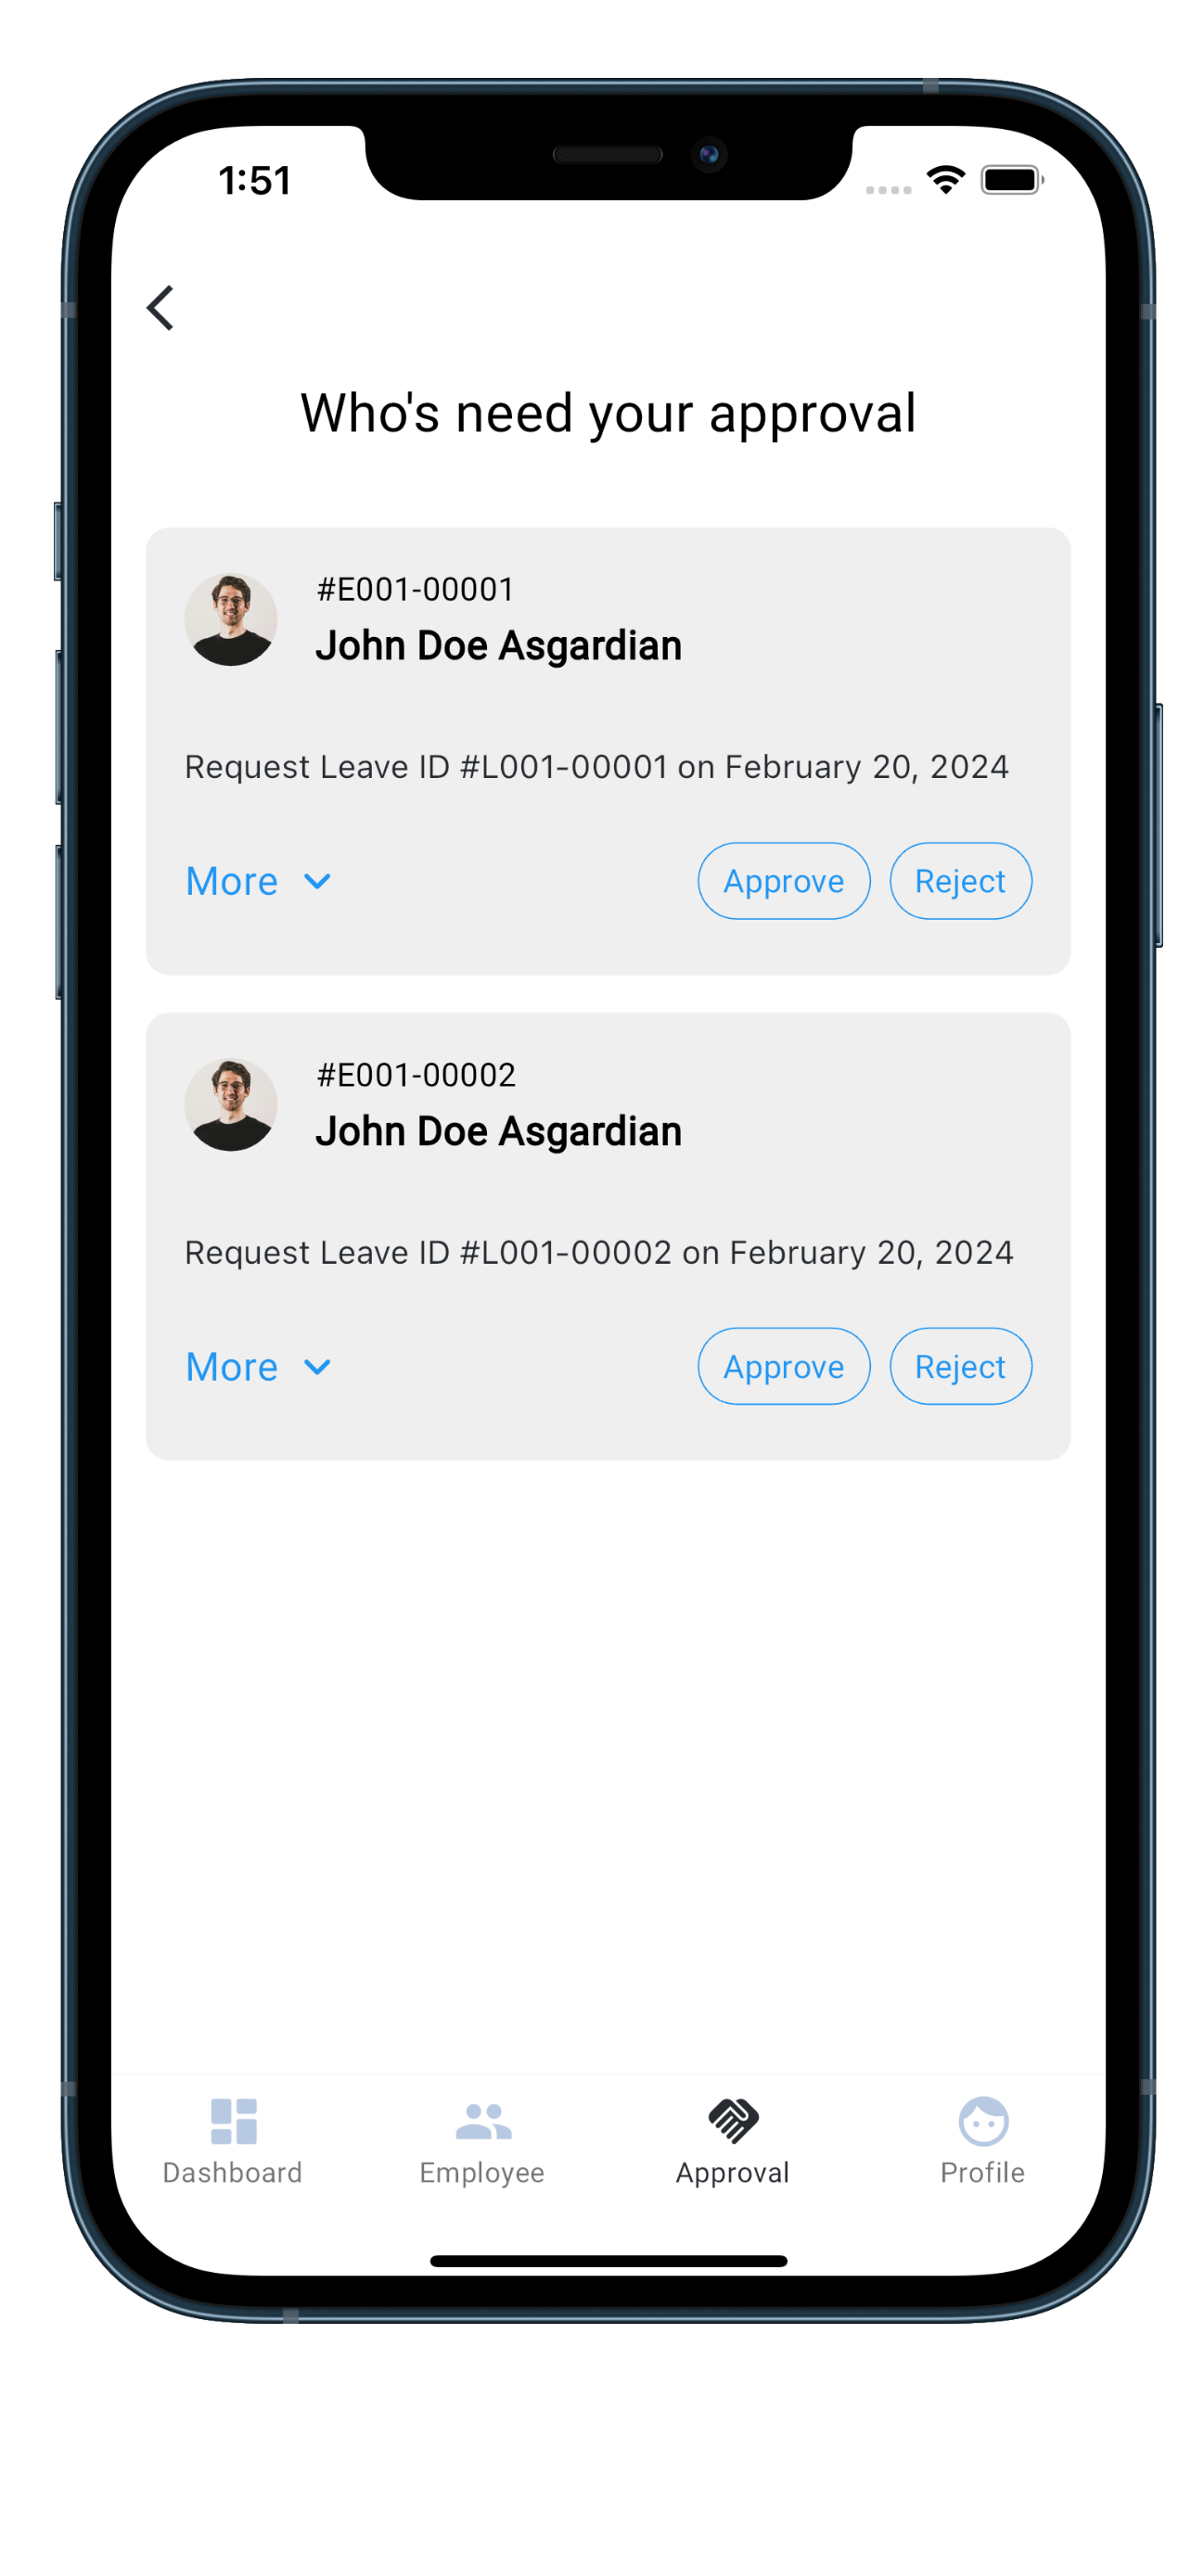 1:51
Who's need your approval
#E001-00001
John Doe Asgardian
Request Leave ID #L001-00001 on February 20, 2024
More
Approve
Reject
#E001-00002
John Doe Asgardian
Request Leave ID #L001-00002 on February 20, 2024
More
Approve
Reject
Dashboard
Employee
Approval
Profile